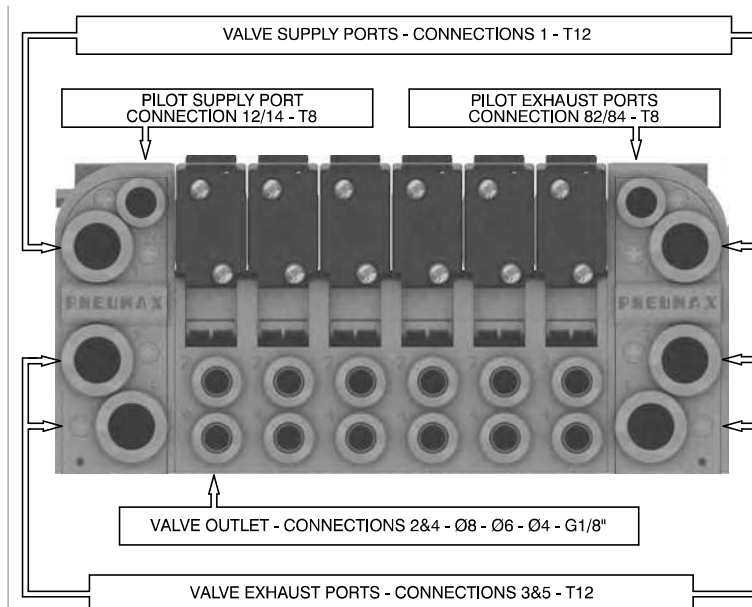 VALVE SUPPLY PORTS - CONNECTIONS 1 - T12
PILOT SUPPLY PORT
CONNECTION 12/14 - T8
PILOT EXHAUST PORTS
CONNECTION 82/84 - T8
PNEUMAX
PNEUMAX
VALVE OUTLET - CONNECTIONS 2&4 - Ø8 - Ø6 - Ø4 - G1/8"
VALVE EXHAUST PORTS - CONNECTIONS 3&5 - T12